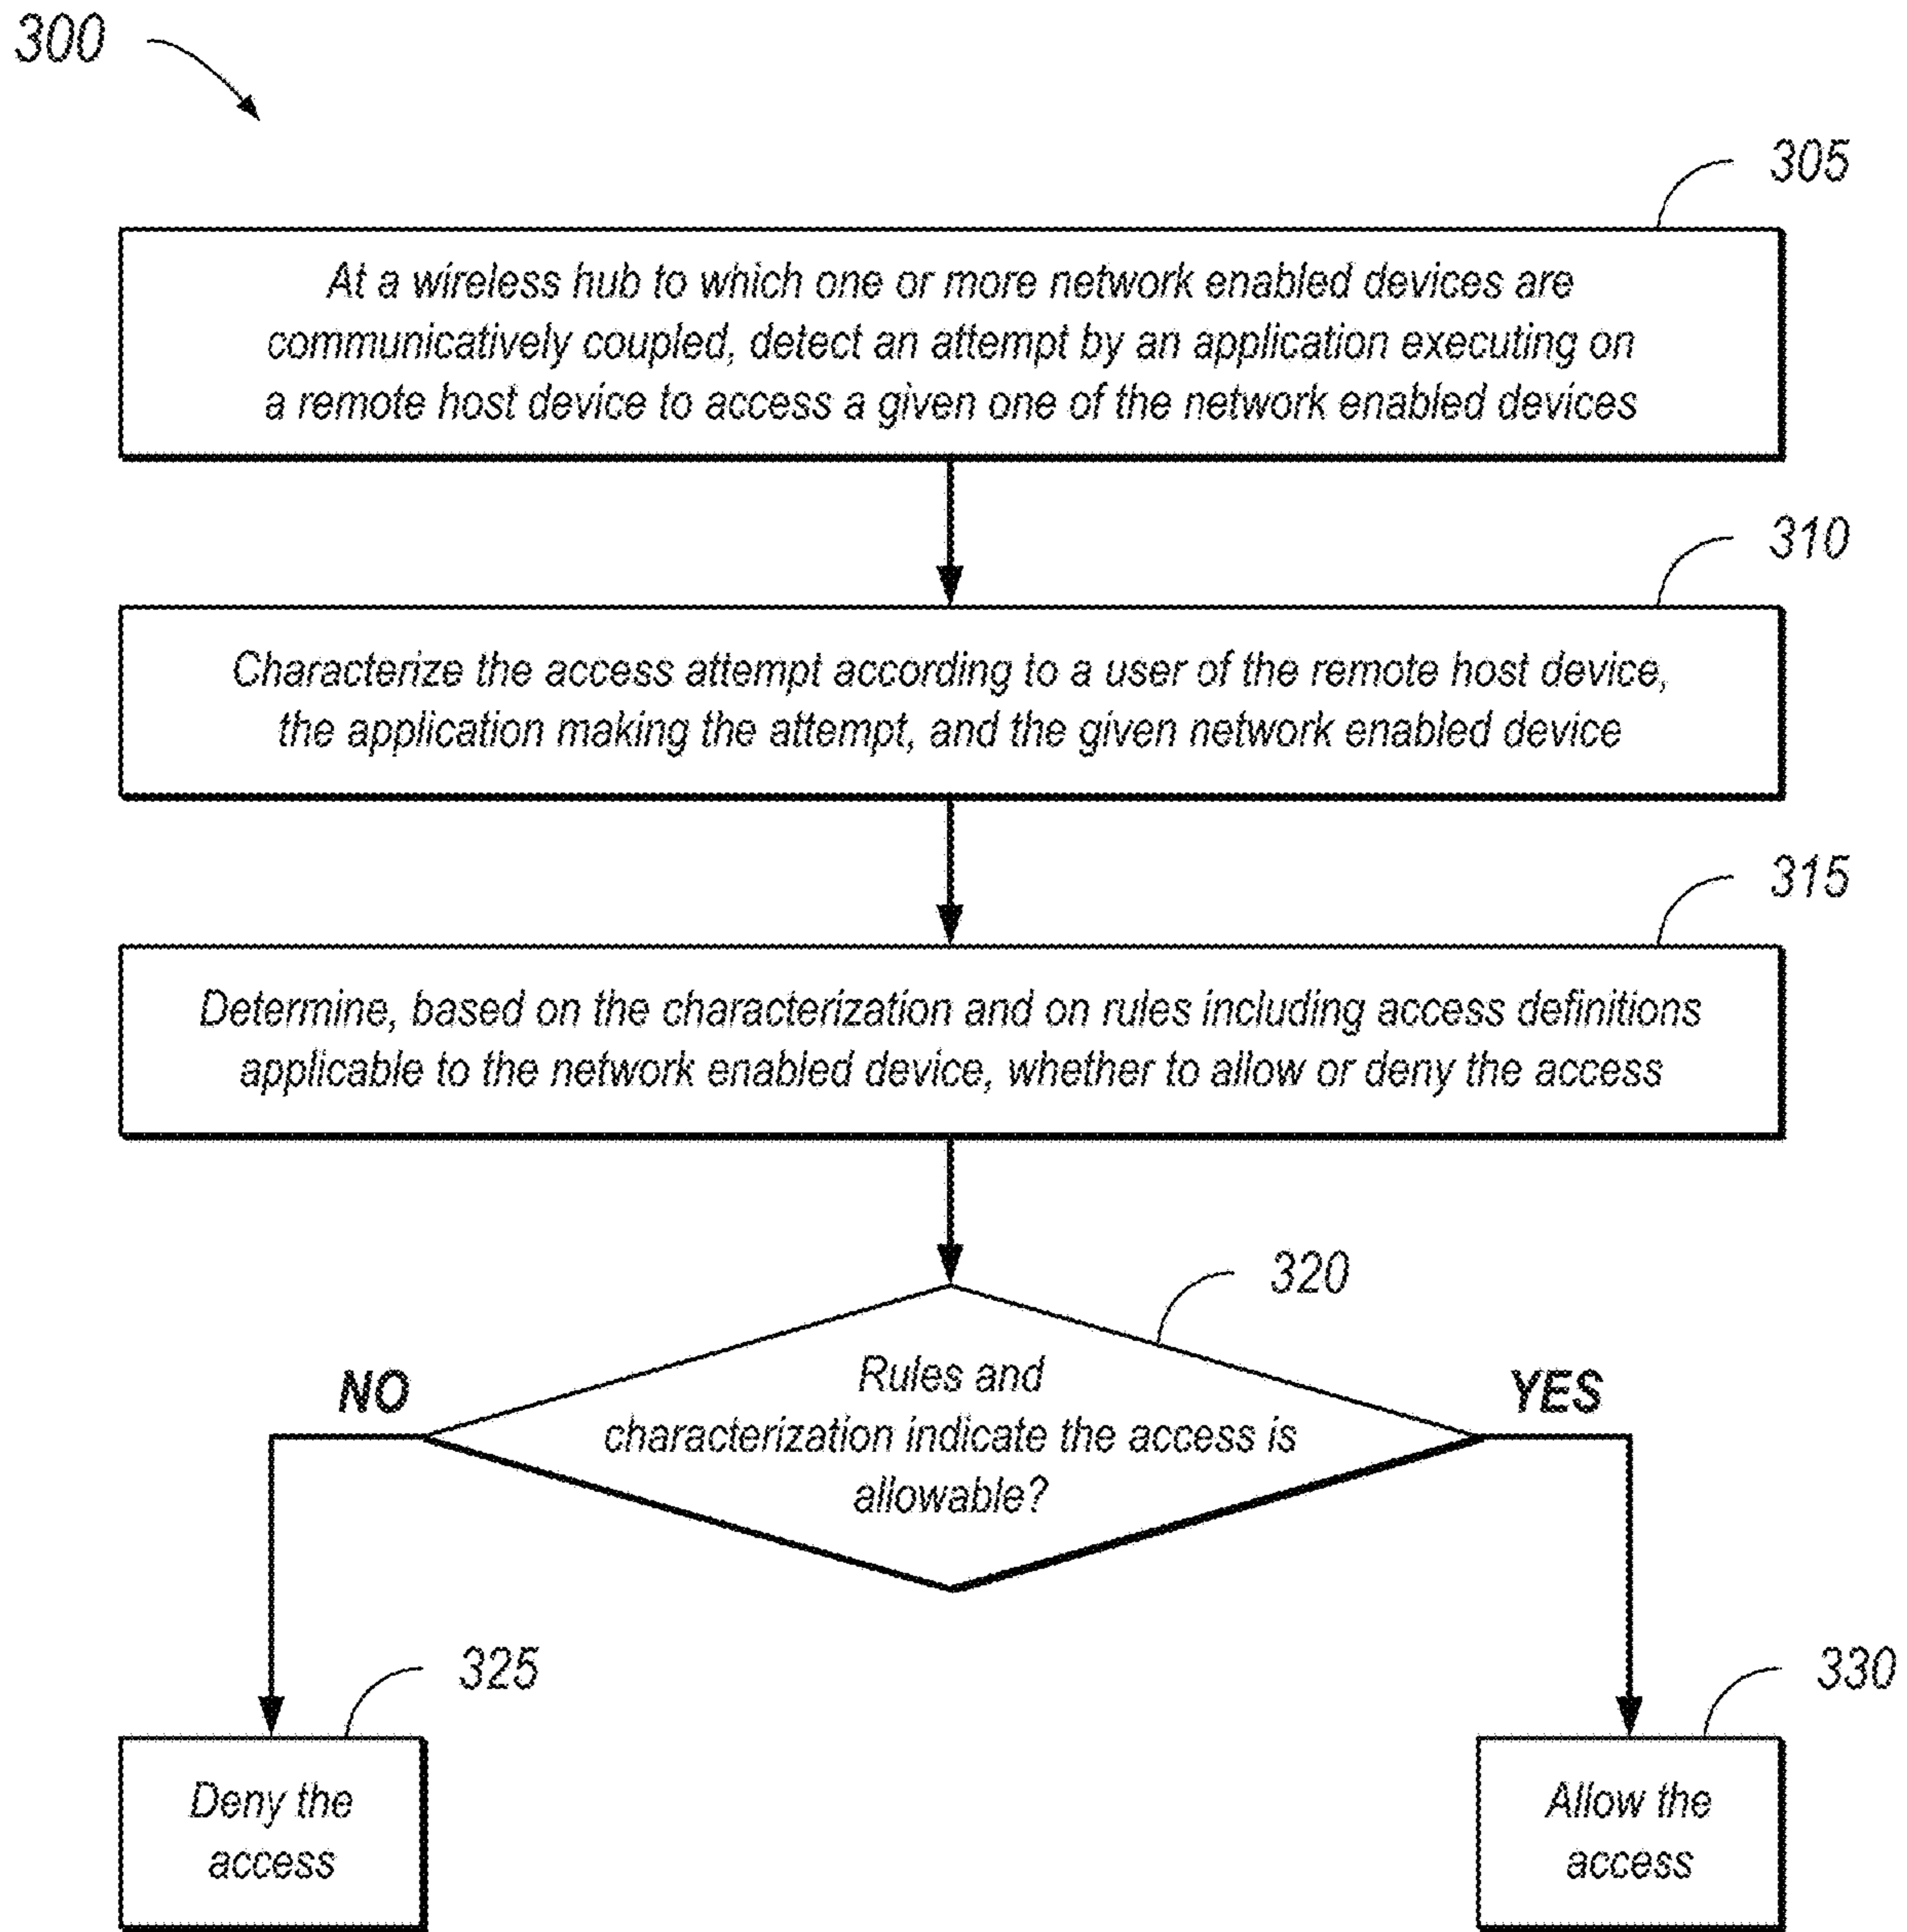 300
305
At a wireless hub to which one or more network enabled devices are
communicatively coupled, detect an attempt by an application executing on
a remote host device to access a given one of the network enabled devices
310
Characterize the access attempt according to a user of the remote host device,
the application making the attempt, and the given network enabled device
315
Determine, based on the characterization and on rules including access definitions
applicable to the network enabled device, whether to allow or deny the access
320
Rules and
characterization indicate the access is
allowable?
NO
YES
325
Deny the
access
330
Allow the
access